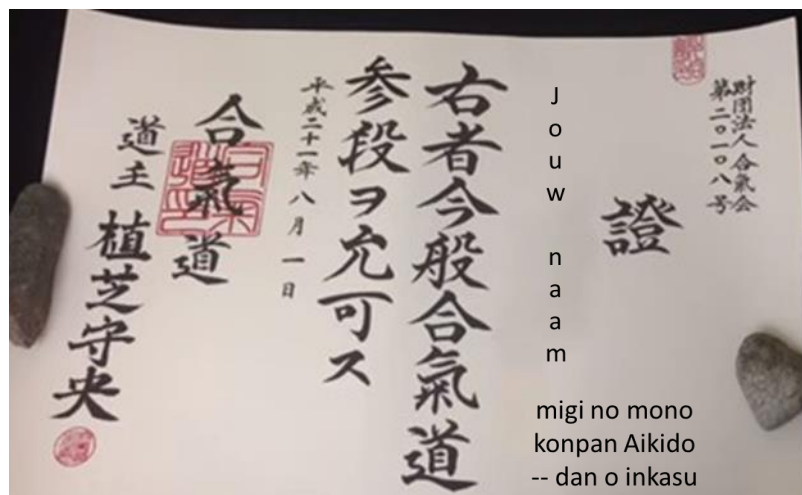 財団法人 合氣会
第二〇一〇八号
證
Jouw naam
右者今般合氣道
参段ヲ允可ス
平成二十一年八月一日
合氣道
道主 植芝守央
migi no mono
konpan Aikido
-- dan o inkasu